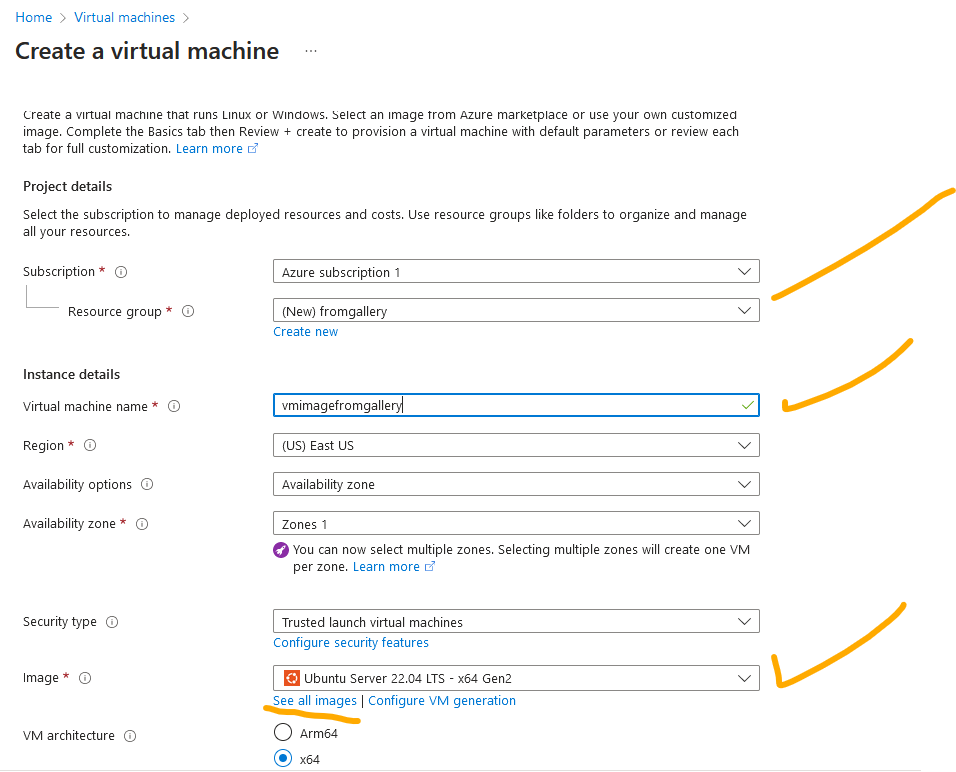 Home > Virtual machines >
Create a virtual machine ...
Create a virtual machine that runs Linux or Windows. Select an image from Azure marketplace or use your own customized
image. Complete the Basics tab then Review + create to provision a virtual machine with default parameters or review each
tab for full customization. Learn more
Project details
Select the subscription to manage deployed resources and costs. Use resource groups like folders to organize and manage
all your resources.
Subscription * Azure subscription 1
Resource group * (New) fromgallery
Create new
Instance details
Virtual machine name * vmimagefromgallery
Region * (US) East US
Availability options Availability zone
Availability zone * Zones 1
You can now select multiple zones. Selecting multiple zones will create one VM
per zone. Learn more
Security type Trusted launch virtual machines
Configure security features
Image * Ubuntu Server 22.04 LTS - x64 Gen2
See all images | Configure VM generation
VM architecture Arm64
x64